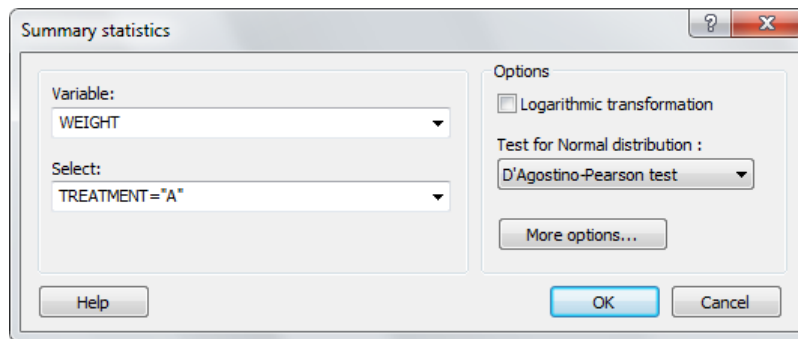 Summary statistics
?
X
Variable:
WEIGHT
Select:
TREATMENT="A"
Options
Logarithmic transformation
Test for Normal distribution :
D'Agostino-Pearson test
More options...
Help
OK
Cancel